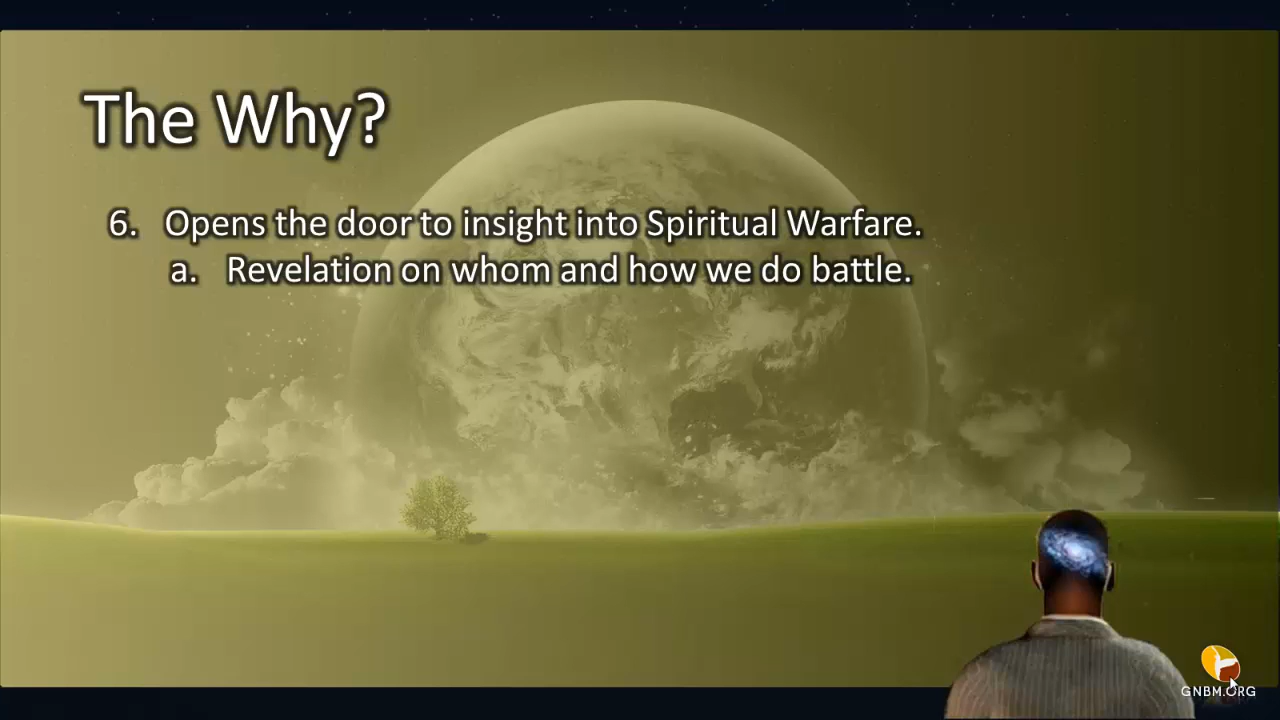 The Why?
6. Opens the door to insight into Spiritual Warfare.
a. Revelation on whom and how we do battle.
GNBM.ORG